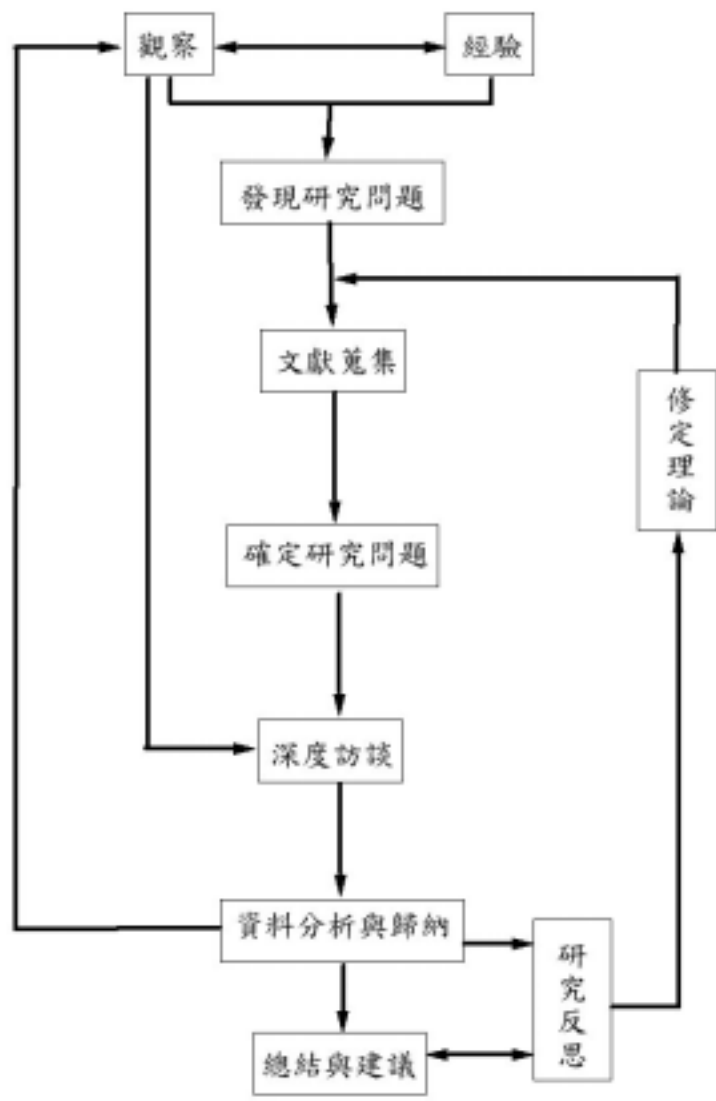 觀察
經驗
發現研究問題
文獻蒐集
修定理論
確定研究問題
深度訪談
資料分析與歸納
研究反思
總結與建議